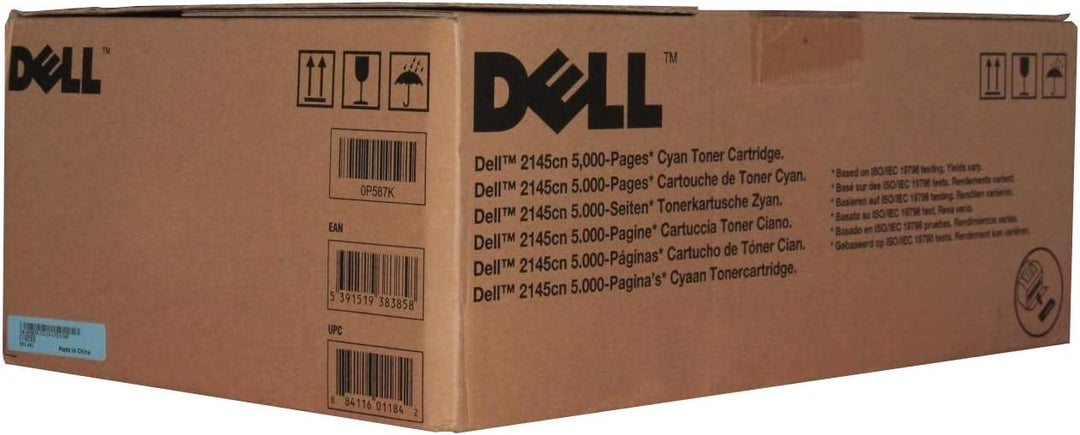 DELL™
0P587K
EAN
5 391519 383858
UPC
8 84116 01184 2
Made in China
DELL™
Dell™ 2145cn 5,000-Pages* Cyan Toner Cartridge.
Dell™ 2145cn 5.000-Pages* Cartouche de Toner Cyan.
Dell™ 2145cn 5.000-Seiten* Tonerkartusche Zyan.
Dell™ 2145cn 5.000-Pagine* Cartuccia Toner Ciano.
Dell™ 2145cn 5.000-Páginas* Cartucho de Tóner Cian.
Dell™ 2145cn 5.000-Pagina's* Cyaan Tonercartridge.
* Based on ISO/IEC 19798 testing. Yields vary.
* Basé sur des ISO/IEC 19798 tests. Rendements varient.
* Basieren auf ISO/IEC 19798 testing. Renditen variieren.
* Basata su ISO/IEC 19798 test. Resa varia.
* Basado en ISO/IEC 19798 pruebas. Rendimientos varías.
* Gebaseerd op ISO/IEC 19798 tests. Rendement kan variëren.